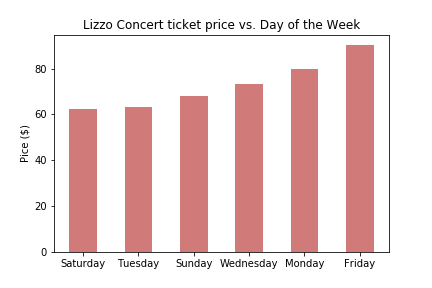 Lizzo Concert ticket price vs. Day of the Week
Pice ($)
80
60
40
20
0
Saturday Tuesday Sunday Wednesday Monday Friday